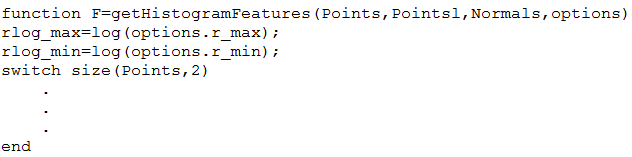 function F=getHistogramFeatures(Points,Pointsl,Normals,options)
rlog_max=log(options.r_max);
rlog_min=log(options.r_min);
switch size(Points,2)
.
.
.
end